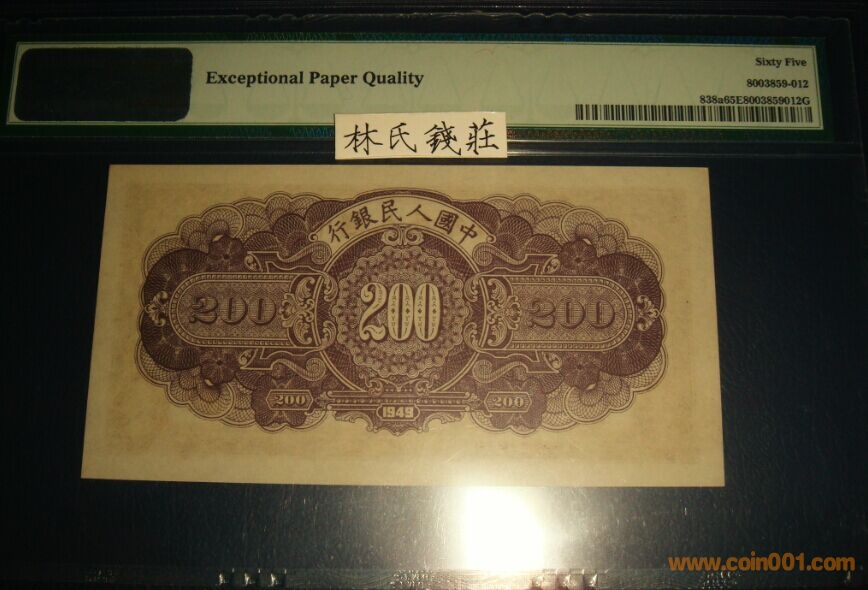 Sixty Five
Exceptional Paper Quality
8003859-012
838a65E8003859012G
林氏錢莊
行銀民人國中
200 200 200
200 1949 200
www.coin001.com